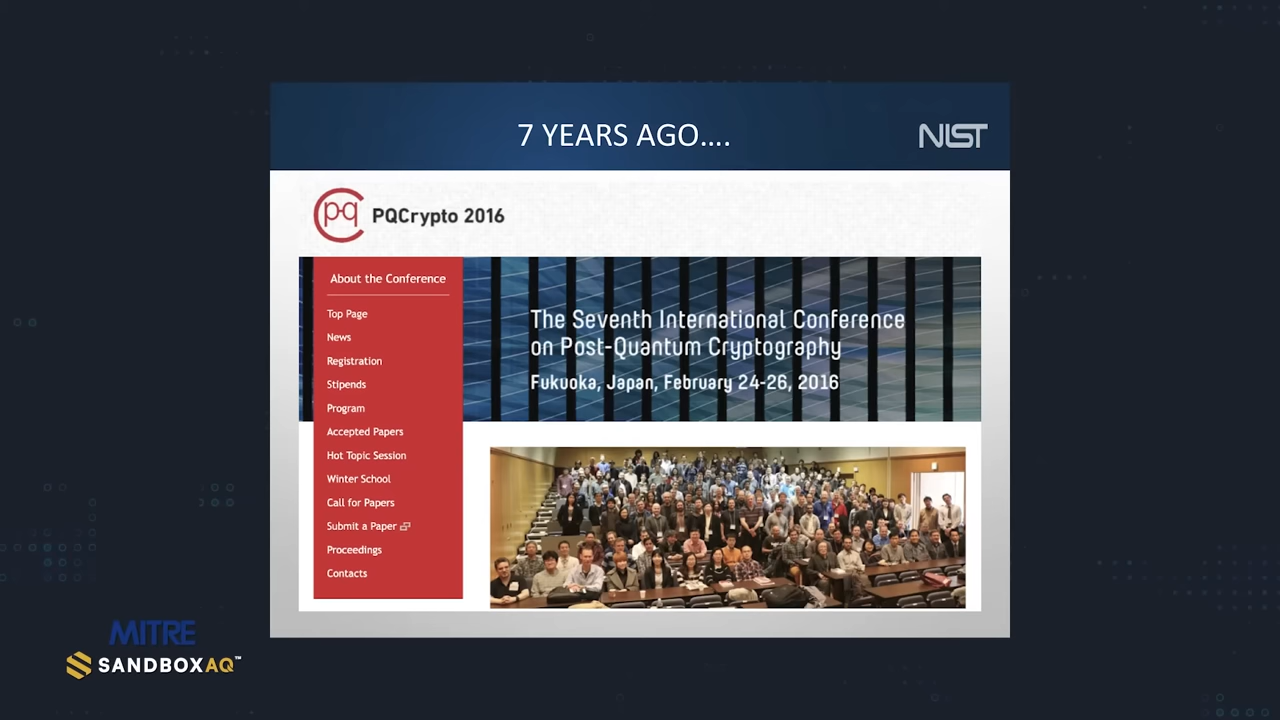 7 YEARS AGO....
NIST
pq
PQCrypto 2016
About the Conference
Top Page
News
Registration
Stipends
Program
Accepted Papers
Hot Topic Session
Winter School
Call for Papers
Submit a Paper
Proceedings
Contacts
The Seventh International Conference
on Post-Quantum Cryptography
Fukuoka, Japan, February 24-26, 2016
MITRE
SANDBOXAQ™